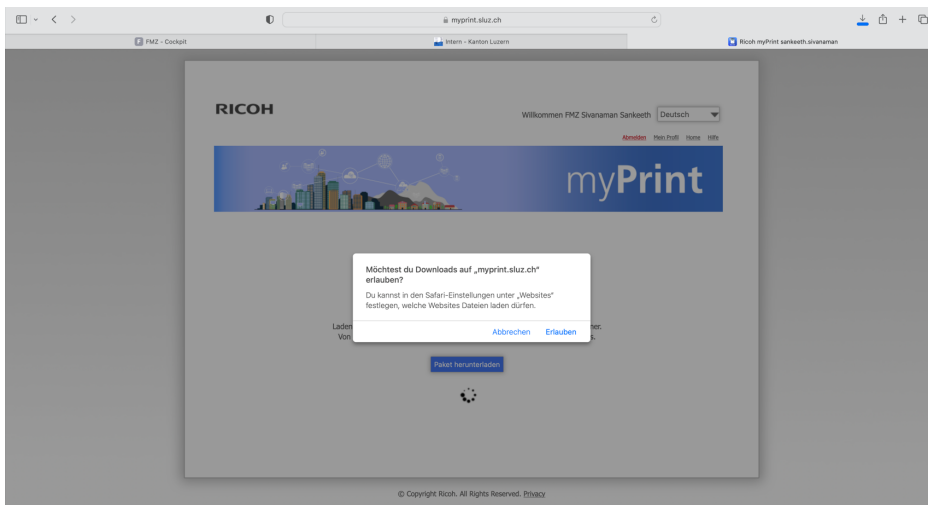 myprint.sluz.ch
FMZ - Cockpit
Intern - Kanton Luzern
Ricoh myPrint sankeeth.sivanaman
RICOH
Willkommen FMZ Sivanaman Sankeeth
Deutsch
Abmelden Mein Profil Home Hilfe
myPrint
Möchtest du Downloads auf „myprint.sluz.ch“
erlauben?
Du kannst in den Safari-Einstellungen unter „Websites“
festlegen, welche Websites Dateien laden dürfen.
Abbrechen Erlauben
Laden
Von
Paket herunterladen
© Copyright Ricoh. All Rights Reserved. Privacy